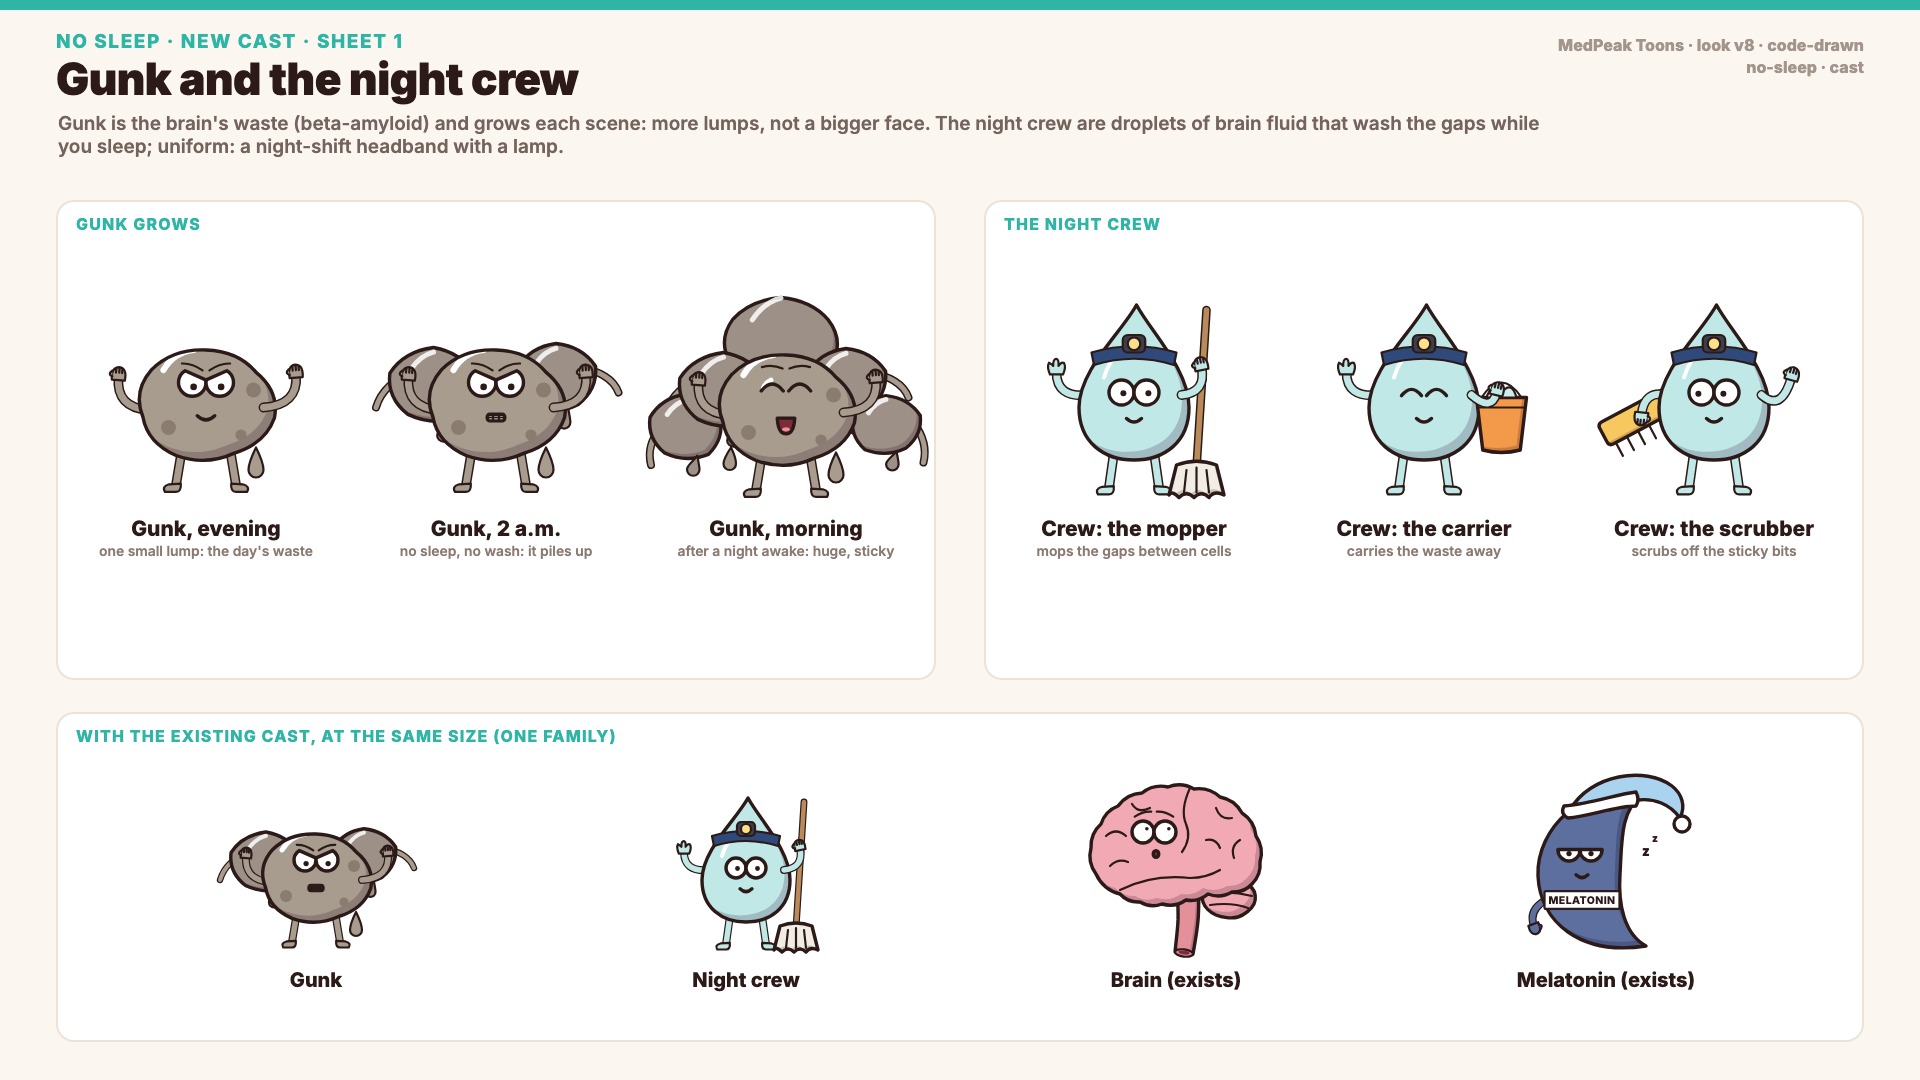 NO SLEEP · NEW CAST · SHEET 1
Gunk and the night crew
MedPeak Toons · look v8 · code-drawn
no-sleep · cast
Gunk is the brain's waste (beta-amyloid) and grows each scene: more lumps, not a bigger face. The night crew are droplets of brain fluid that wash the gaps while
you sleep; uniform: a night-shift headband with a lamp.
GUNK GROWS
Gunk, evening
one small lump: the day's waste
Gunk, 2 a.m.
no sleep, no wash: it piles up
Gunk, morning
after a night awake: huge, sticky
THE NIGHT CREW
Crew: the mopper
mops the gaps between cells
Crew: the carrier
carries the waste away
Crew: the scrubber
scrubs off the sticky bits
WITH THE EXISTING CAST, AT THE SAME SIZE (ONE FAMILY)
Gunk
Night crew
Brain (exists)
z
z
MELATONIN
Melatonin (exists)